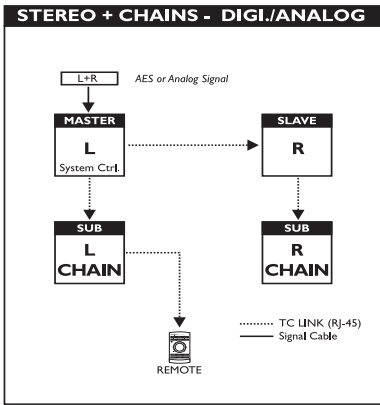 STEREO + CHAINS - DIGI./ANALOG
L+R
AES or Analog Signal
MASTER
L
System Ctrl.
SLAVE
R
SUB
L
CHAIN
SUB
R
CHAIN
TC LINK (RJ-45)
Signal Cable
REMOTE